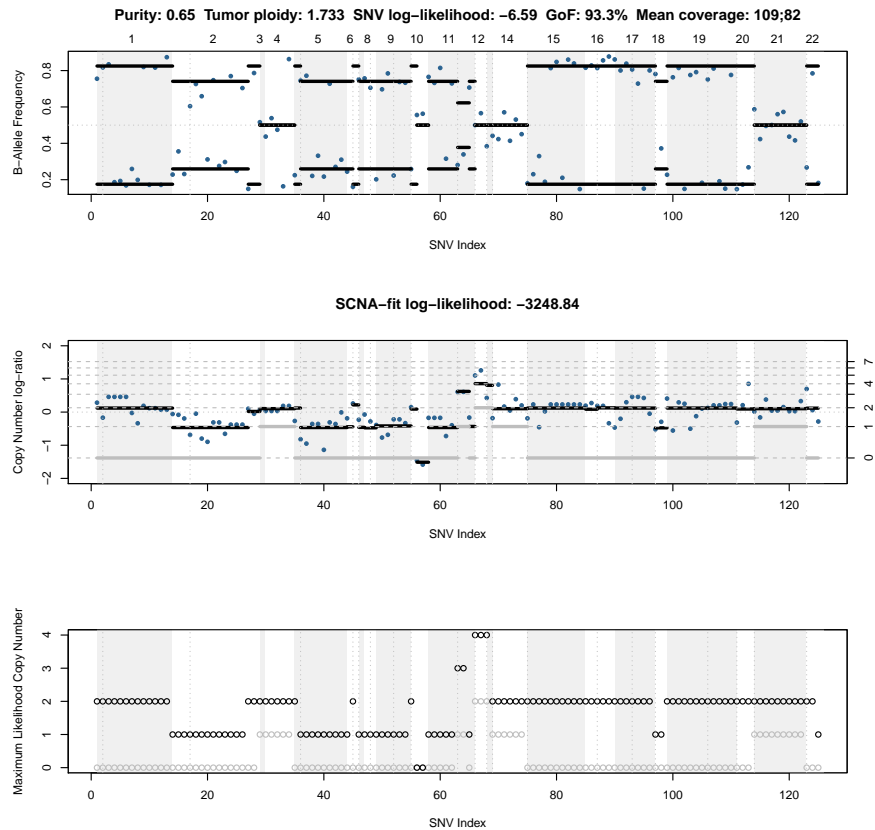 Purity: 0.65 Tumor ploidy: 1.733 SNV log−likelihood: −6.59 GoF: 93.3% Mean coverage: 109;82
1 2 3 4 5 6 8 9 10 11 12 14 15 16 17 18 19 20 21 22
B−Allele Frequency
0.8
0.6
0.4
0.2
0 20 40 60 80 100 120
SNV Index
SCNA−fit log−likelihood: −3248.84
Copy Number log−ratio
2
1
0
−1
−2
7
4
2
1
0
0 20 40 60 80 100 120
SNV Index
Maximum Likelihood Copy Number
4
3
2
1
0
0 20 40 60 80 100 120
SNV Index